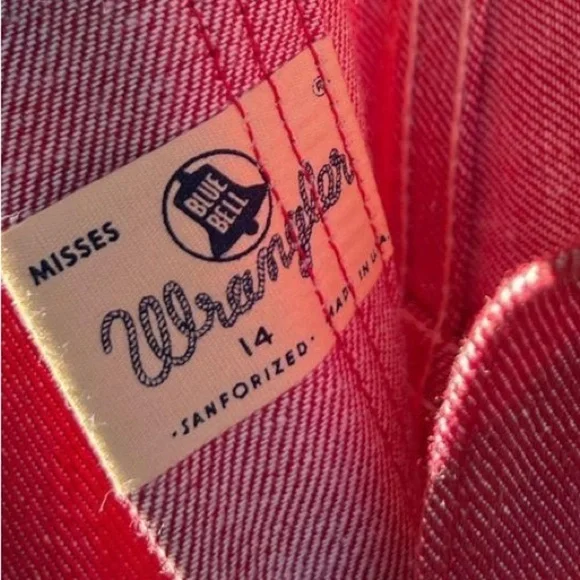 ®
BLUE
BELL
MISSES
Wrangler
14
·SANFORIZED·
MADE IN U.S.A.